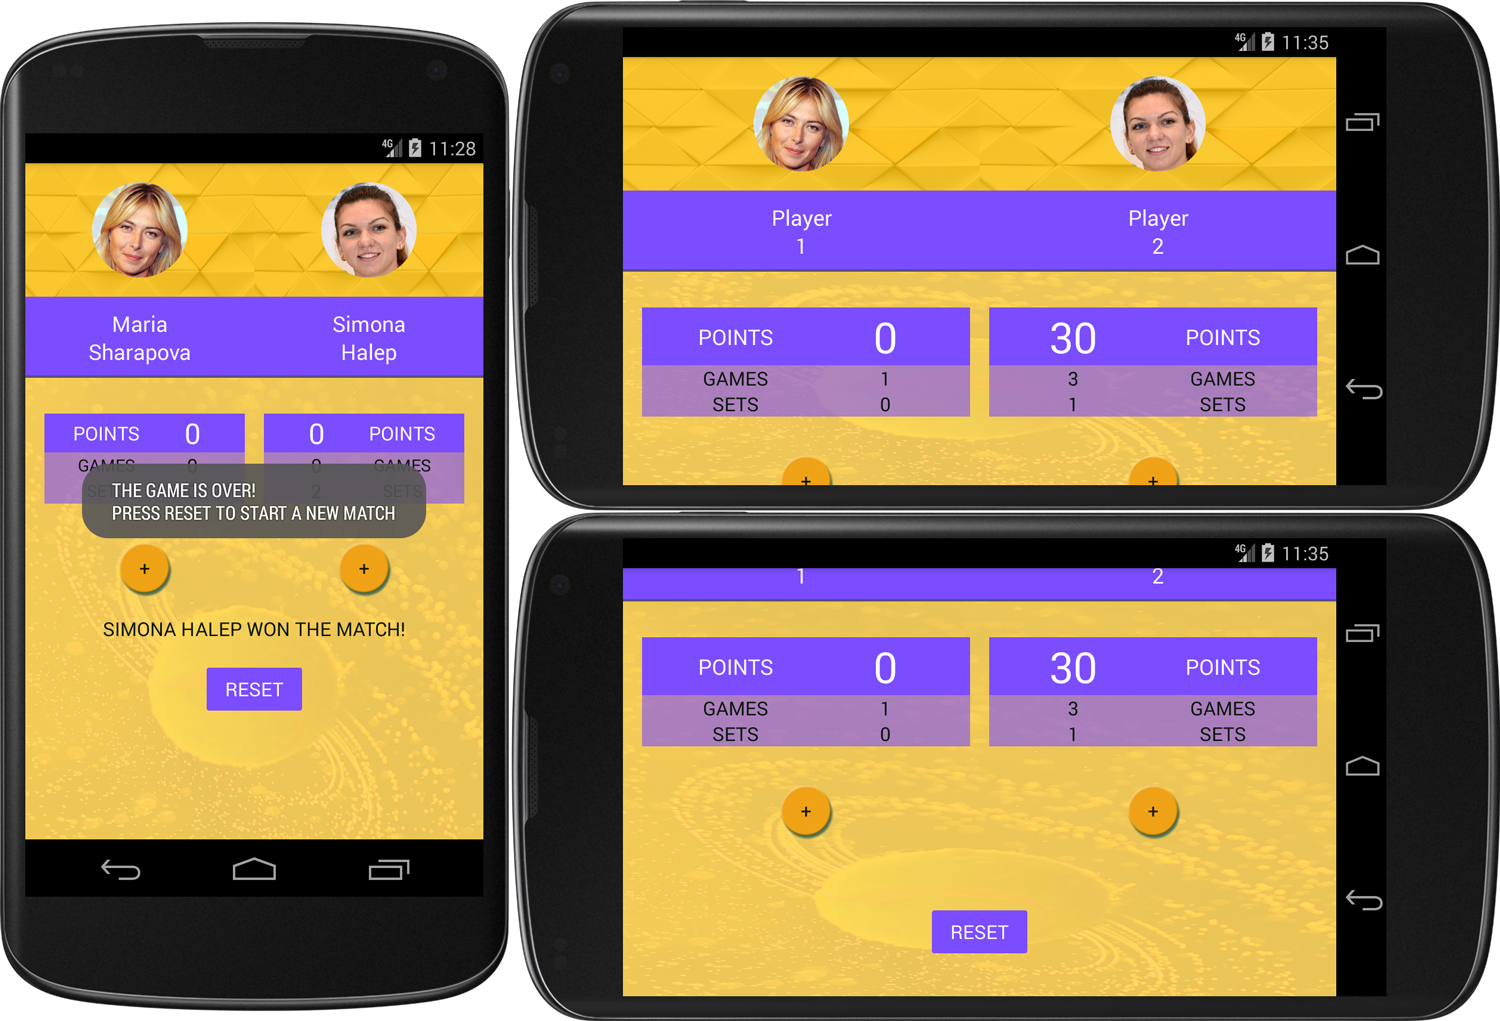 4G 11:28
Maria Sharapova
Simona Halep
POINTS 0
0 POINTS
GAMES 0
0 GAMES
SETS
2 SETS
THE GAME IS OVER!
PRESS RESET TO START A NEW MATCH
+ +
SIMONA HALEP WON THE MATCH!
RESET
4G 11:35
Player 1
Player 2
POINTS 0
30 POINTS
GAMES 1
3 GAMES
SETS 0
1 SETS
+ +
4G 11:35
1 2
POINTS 0
30 POINTS
GAMES 1
3 GAMES
SETS 0
1 SETS
+ +
RESET